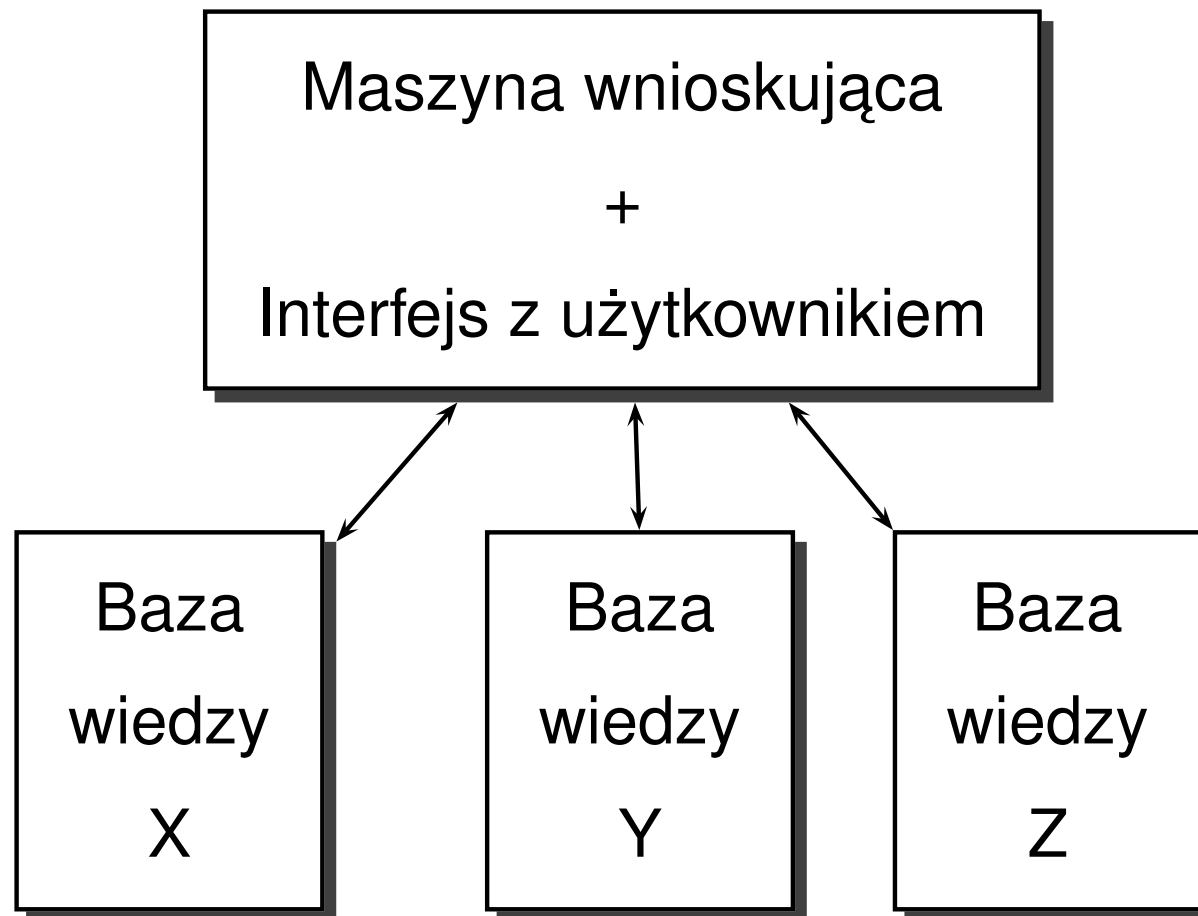 Maszyna wnioskująca
+
Interfejs z użytkownikiem
Baza
wiedzy
X
Baza
wiedzy
Y
Baza
wiedzy
Z